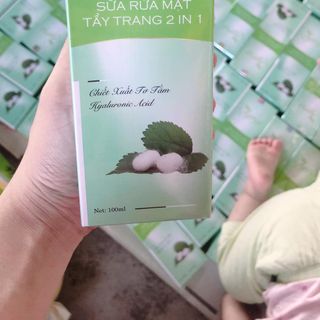 SỮA RỬA MẶT
TẨY TRANG 2 IN 1
Chiết Xuất Tơ Tằm
Hyaluronic Acid
Net: 100ml